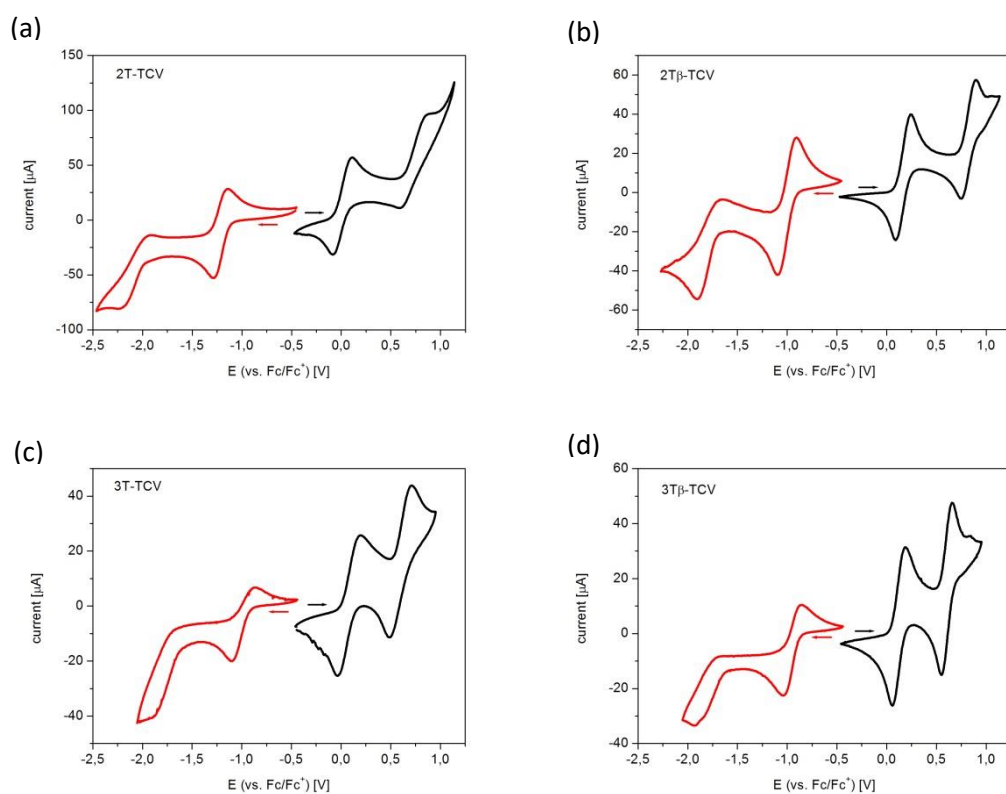 (a)
2T-TCV
150
100
50
0
-50
-100
current [µA]
-2,5 -2,0 -1,5 -1,0 -0,5 0,0 0,5 1,0
E (vs. Fc/Fc⁺) [V]
(b)
2Tβ-TCV
60
40
20
0
-20
-40
-60
current [µA]
-2,5 -2,0 -1,5 -1,0 -0,5 0,0 0,5 1,0
E (vs. Fc/Fc⁺) [V]
(c)
3T-TCV
40
20
0
-20
-40
current [µA]
-2,5 -2,0 -1,5 -1,0 -0,5 0,0 0,5 1,0
E (vs. Fc/Fc⁺) [V]
(d)
3Tβ-TCV
60
40
20
0
-20
-40
current [µA]
-2,5 -2,0 -1,5 -1,0 -0,5 0,0 0,5 1,0
E (vs. Fc/Fc⁺) [V]